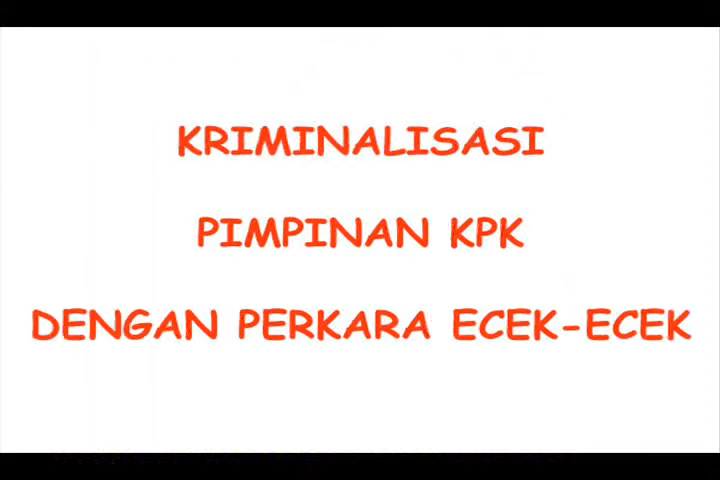 KRIMINALISASI
PIMPINAN KPK
DENGAN PERKARA ECEK-ECEK